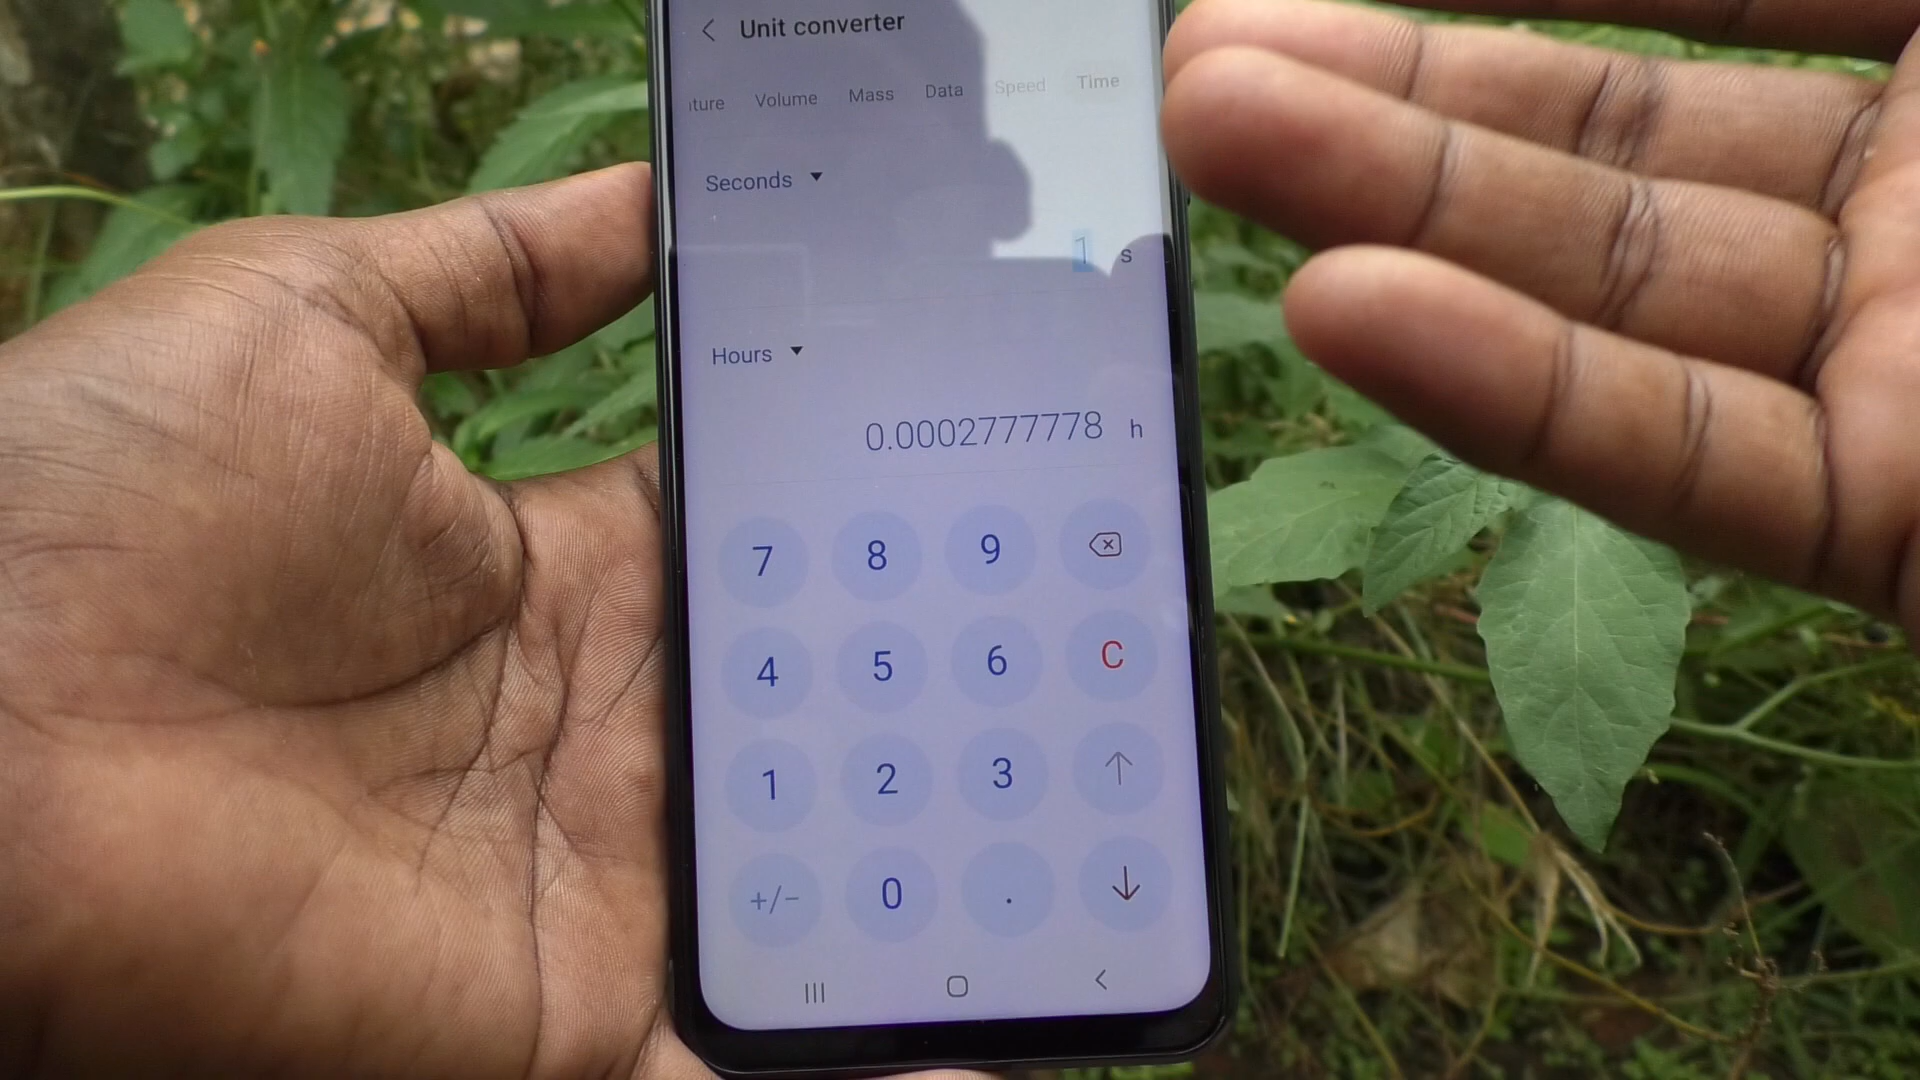 Unit converter
ture Volume Mass Data Speed Time
Seconds
1 s
Hours
0.0002777778 h
7 8 9
4 5 6 C
1 2 3
+/− 0 .